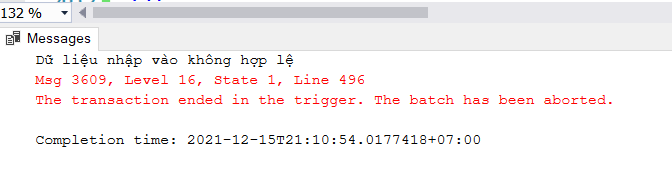 132 %
Messages
Dữ liệu nhập vào không hợp lệ
Msg 3609, Level 16, State 1, Line 496
The transaction ended in the trigger. The batch has been aborted.
Completion time: 2021-12-15T21:10:54.0177418+07:00